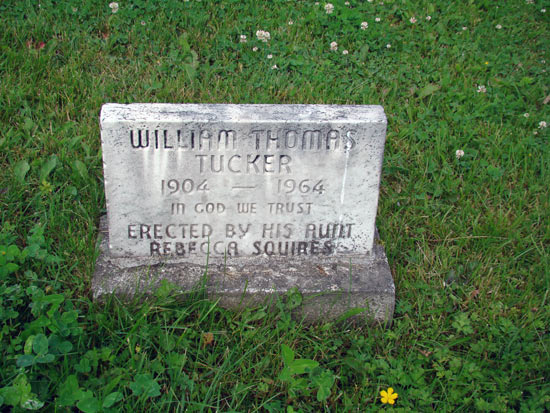 WILLIAM THOMAS
TUCKER
1904 — 1964
IN GOD WE TRUST
ERECTED BY HIS AUNT
REBECCA SQUIRES